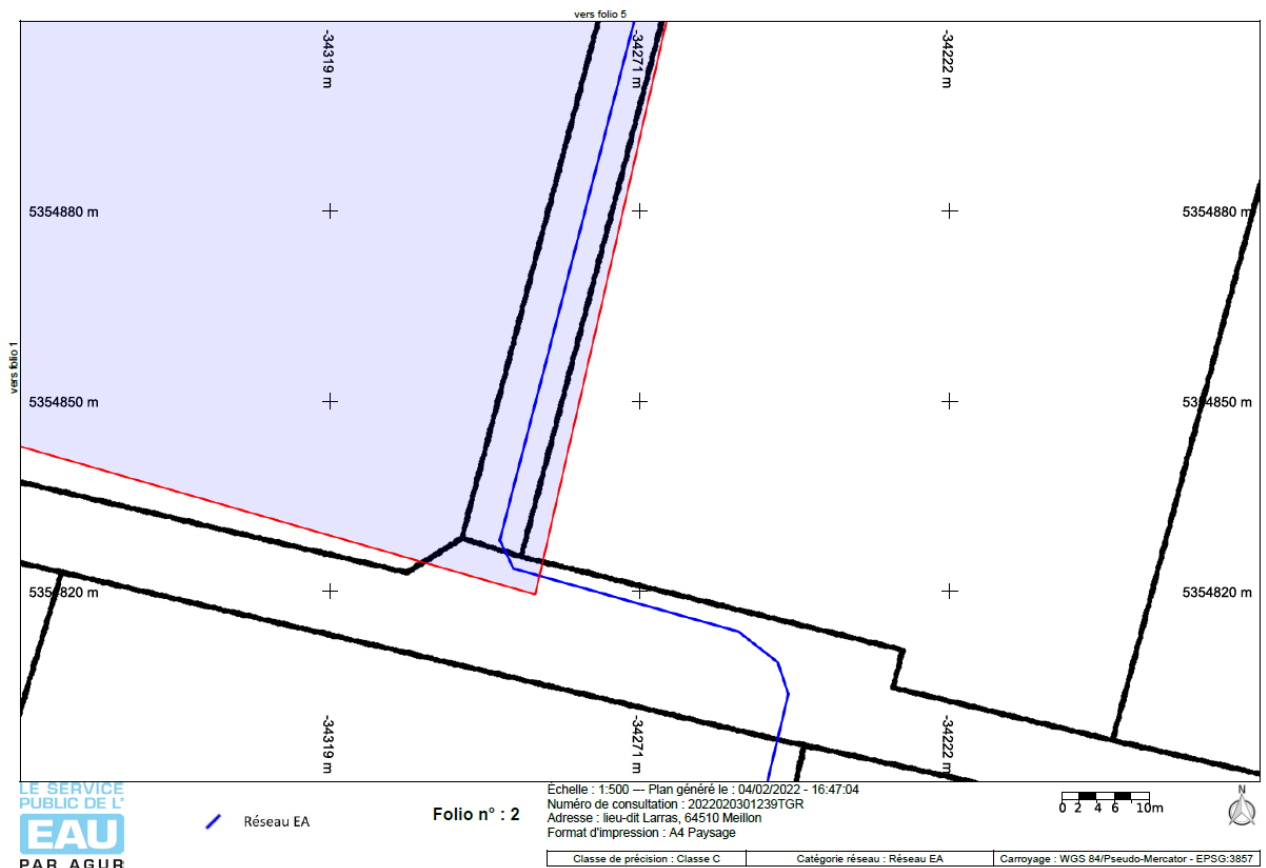 vers folio 5
-34319 m
-34271 m
-34222 m
5354880 m
5354880 m
vers folio 1
5354850 m
5354850 m
5354820 m
5354820 m
-34319 m
-34271 m
-34222 m
LE SERVICE
PUBLIC DE L'
EAU
PAR AGUR
Réseau EA
Folio n° : 2
Échelle : 1:500 --- Plan généré le : 04/02/2022 - 16:47:04
Numéro de consultation : 2022020301239TGR
Adresse : lieu-dit Larras, 64510 Meillon
Format d'impression : A4 Paysage
0 2 4 6 10m
N
Classe de précision : Classe C
Catégorie réseau : Réseau EA
Carroyage : WGS 84/Pseudo-Mercator - EPSG:3857